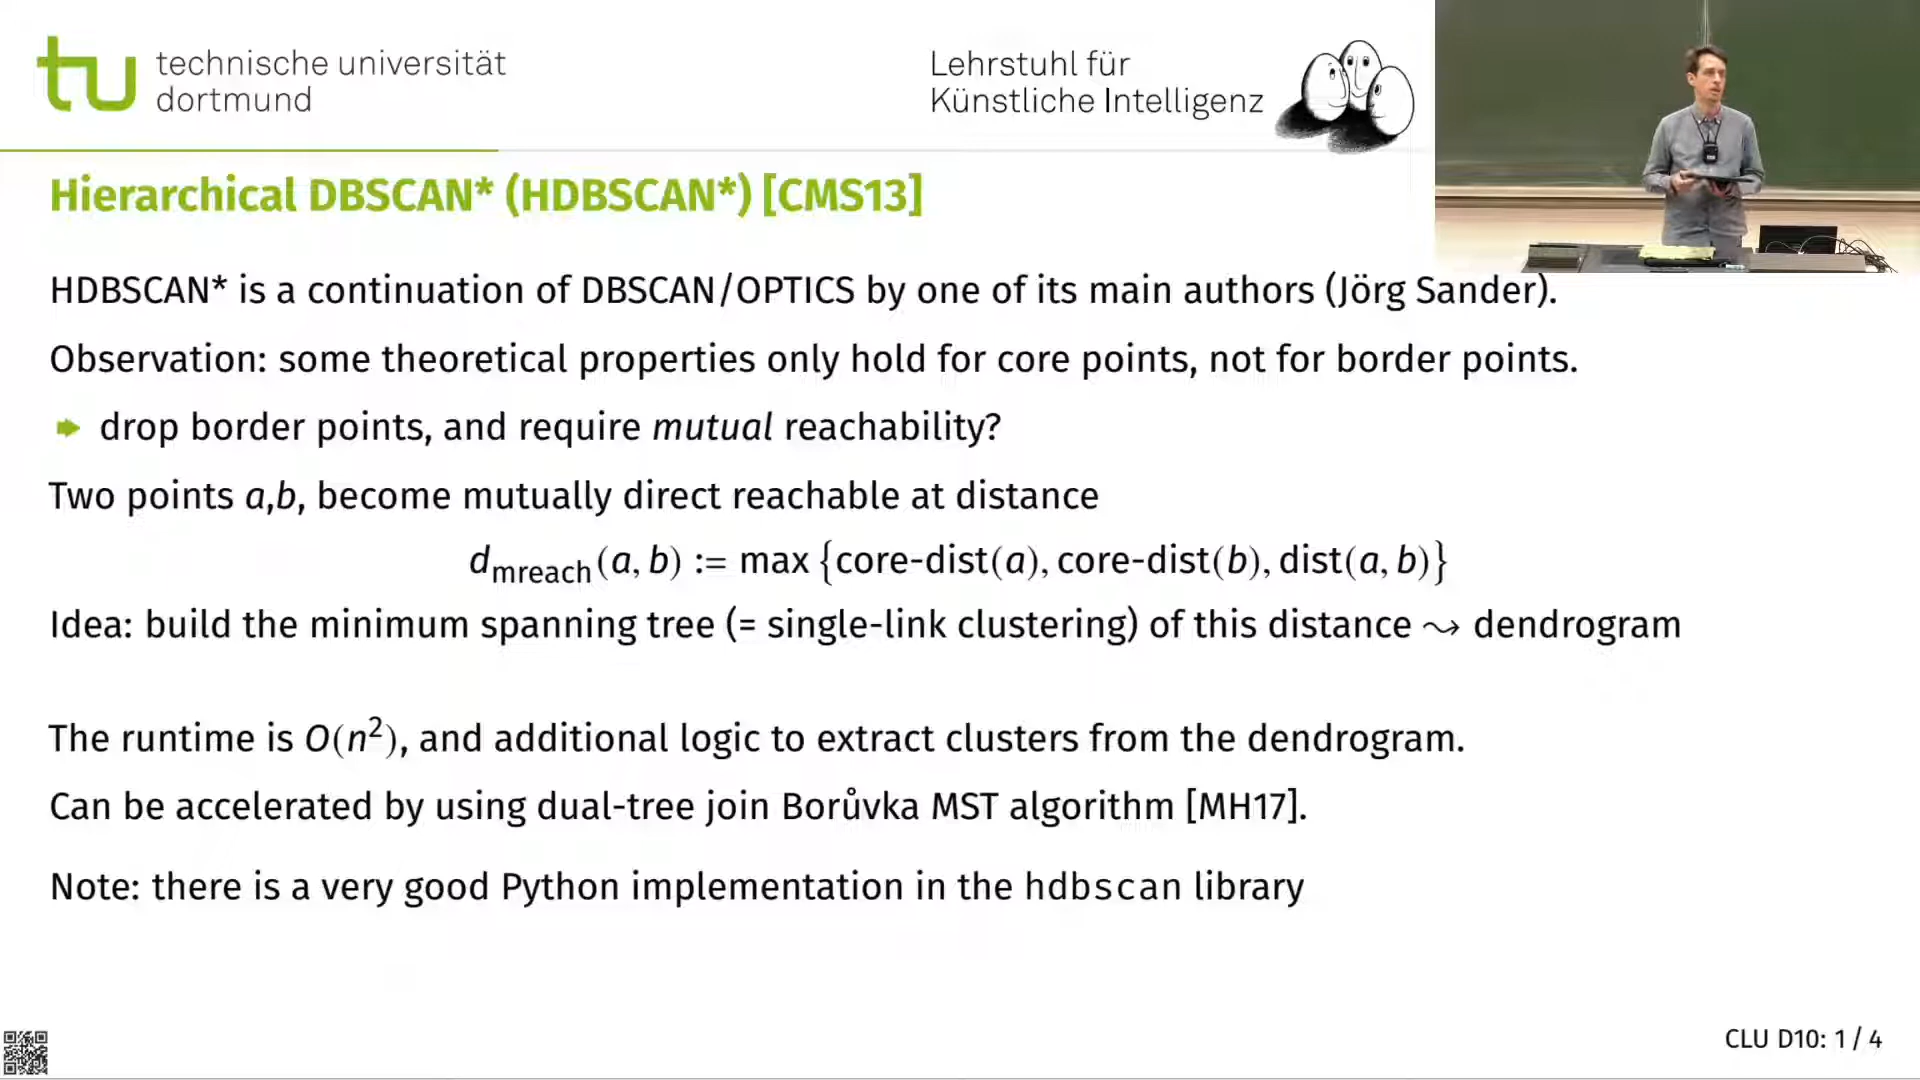 technische universität
dortmund
Lehrstuhl für
Künstliche Intelligenz
Hierarchical DBSCAN* (HDBSCAN*) [CMS13]
HDBSCAN* is a continuation of DBSCAN/OPTICS by one of its main authors (Jörg Sander).
Observation: some theoretical properties only hold for core points, not for border points.
drop border points, and require mutual reachability?
Two points a,b, become mutually direct reachable at distance
d_mreach(a, b) := max {core-dist(a), core-dist(b), dist(a, b)}
Idea: build the minimum spanning tree (= single-link clustering) of this distance ⇝ dendrogram
The runtime is O(n²), and additional logic to extract clusters from the dendrogram.
Can be accelerated by using dual-tree join Borůvka MST algorithm [MH17].
Note: there is a very good Python implementation in the hdbscan library
CLU D10: 1 / 4